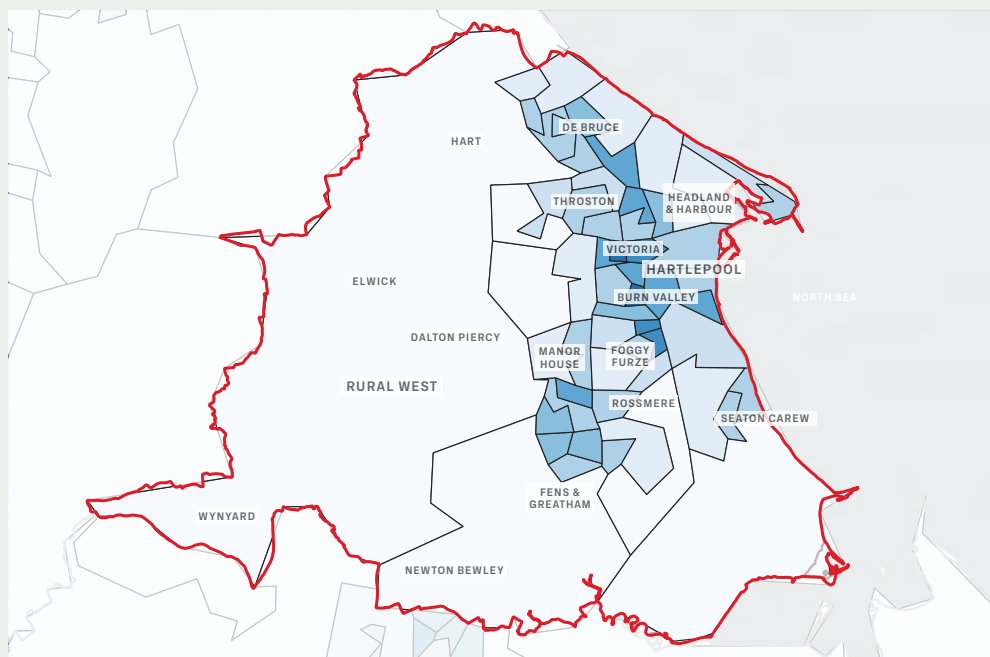 DE BRUCE
HART
THROSTON
HEADLAND
& HARBOUR
VICTORIA
HARTLEPOOL
ELWICK
BURN VALLEY
NORTH SEA
DALTON PIERCY
MANOR
HOUSE
FOGGY
FURZE
RURAL WEST
ROSSMERE
SEATON CAREW
FENS &
GREATHAM
WYNYARD
NEWTON BEWLEY